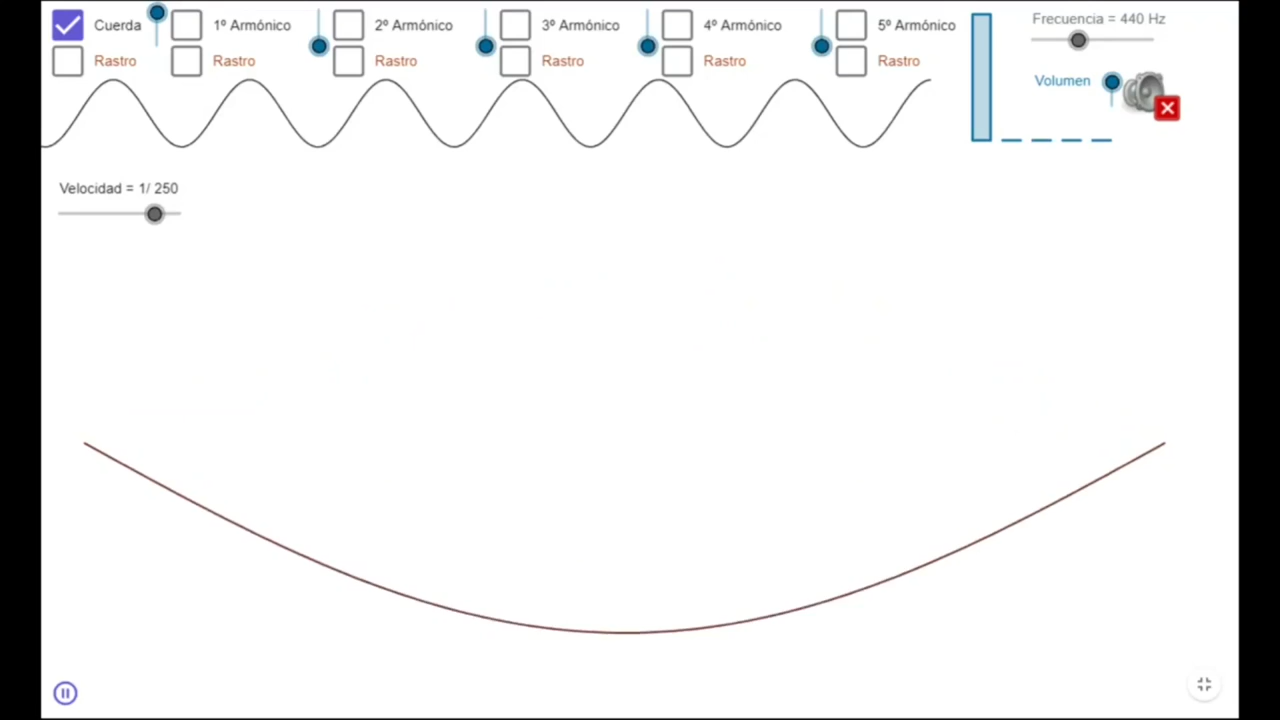 Cuerda
1º Armónico
2º Armónico
3º Armónico
4º Armónico
5º Armónico
Frecuencia = 440 Hz
Rastro
Rastro
Rastro
Rastro
Rastro
Rastro
Volumen
Velocidad = 1/ 250